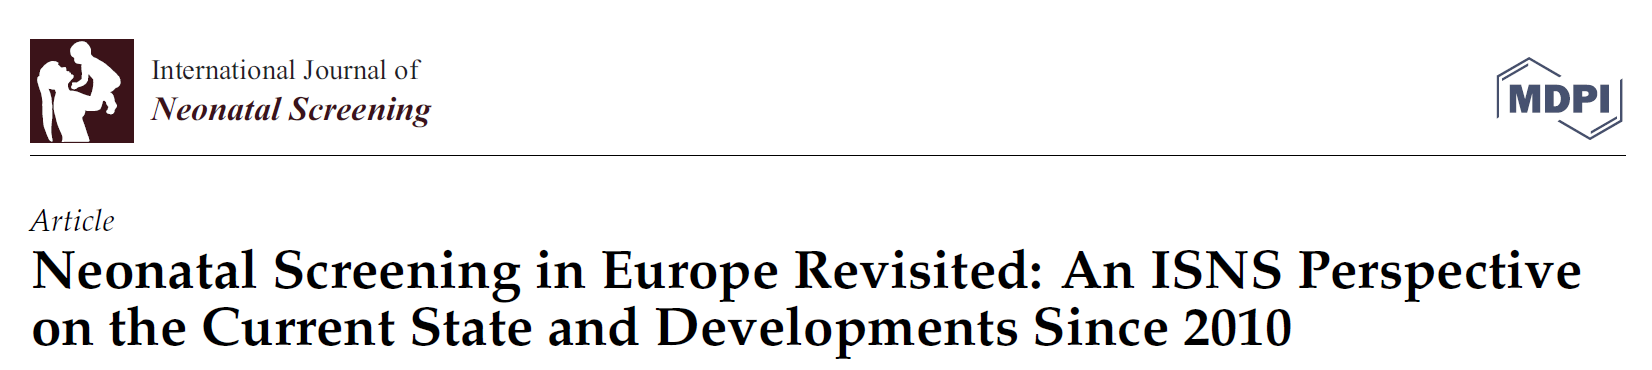 International Journal of
Neonatal Screening
MDPI
Article
Neonatal Screening in Europe Revisited: An ISNS Perspective
on the Current State and Developments Since 2010